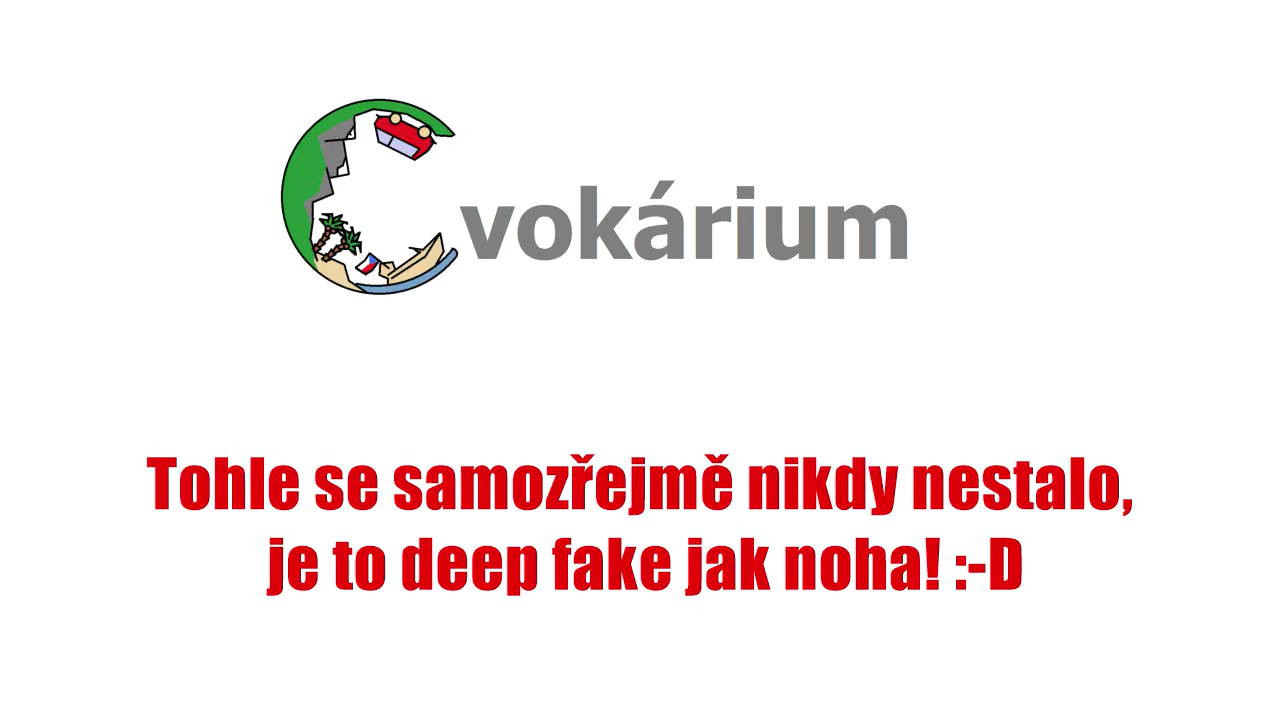 Cvokárium
Tohle se samozřejmě nikdy nestalo,
je to deep fake jak noha! :-D